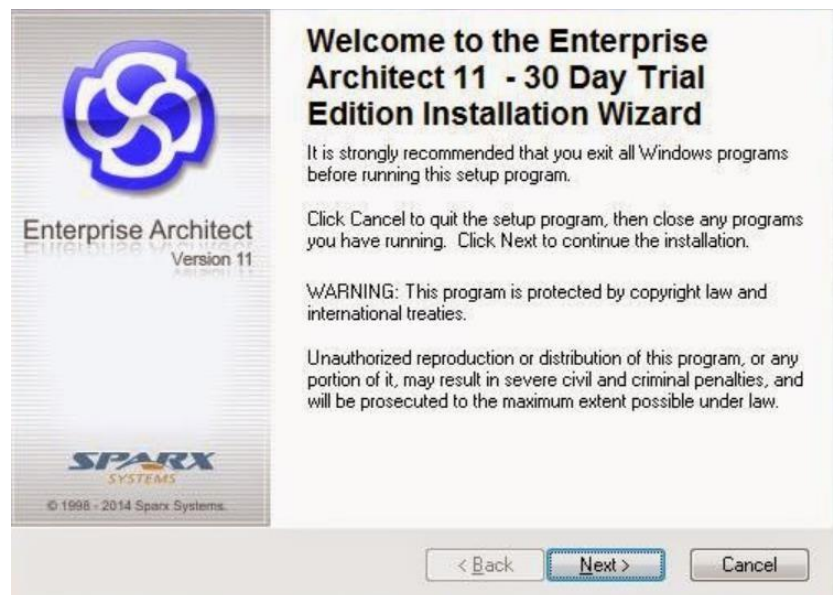 Welcome to the Enterprise
Architect 11 - 30 Day Trial
Edition Installation Wizard
It is strongly recommended that you exit all Windows programs
before running this setup program.
Click Cancel to quit the setup program, then close any programs
you have running. Click Next to continue the installation.
WARNING: This program is protected by copyright law and
international treaties.
Unauthorized reproduction or distribution of this program, or any
portion of it, may result in severe civil and criminal penalties, and
will be prosecuted to the maximum extent possible under law.
Enterprise Architect
Version 11
SPARX
SYSTEMS
© 1998 - 2014 Sparx Systems.
< Back
Next >
Cancel